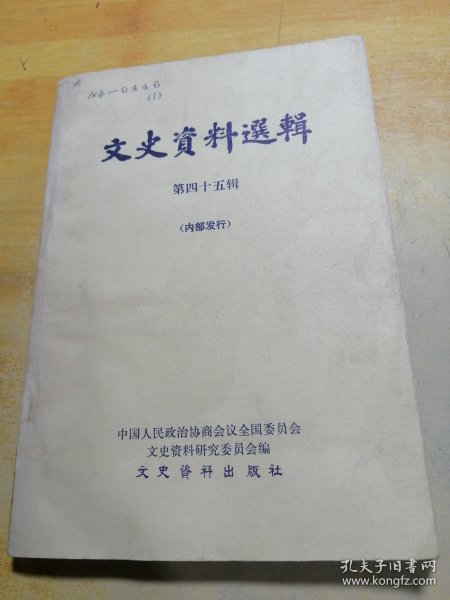 1x4-0446
(1)
文史資料選輯
第四十五辑
(内部发行)
中国人民政治协商会议全国委员会
文史资料研究委员会编
文史资料出版社
孔夫子旧书网
www.kongfz.com